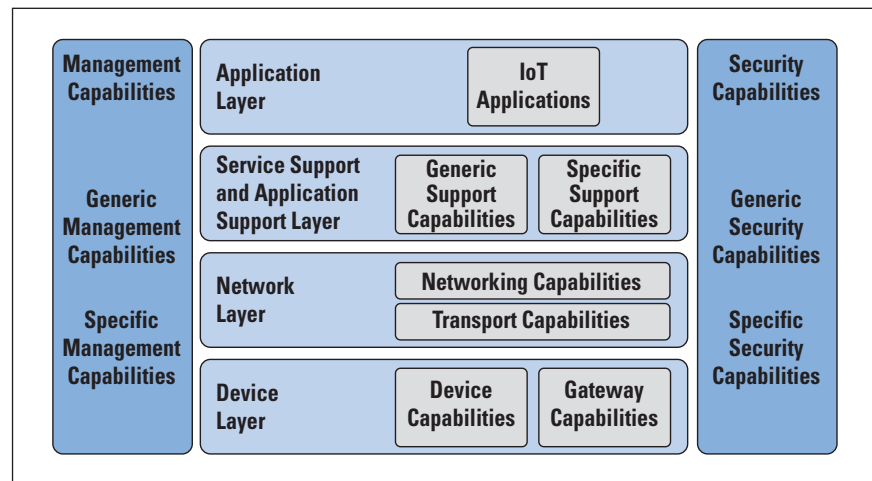 Management
Capabilities
Generic
Management
Capabilities
Specific
Management
Capabilities
Application
Layer
IoT
Applications
Service Support
and Application
Support Layer
Generic
Support
Capabilities
Specific
Support
Capabilities
Network
Layer
Networking Capabilities
Transport Capabilities
Device
Layer
Device
Capabilities
Gateway
Capabilities
Security
Capabilities
Generic
Security
Capabilities
Specific
Security
Capabilities